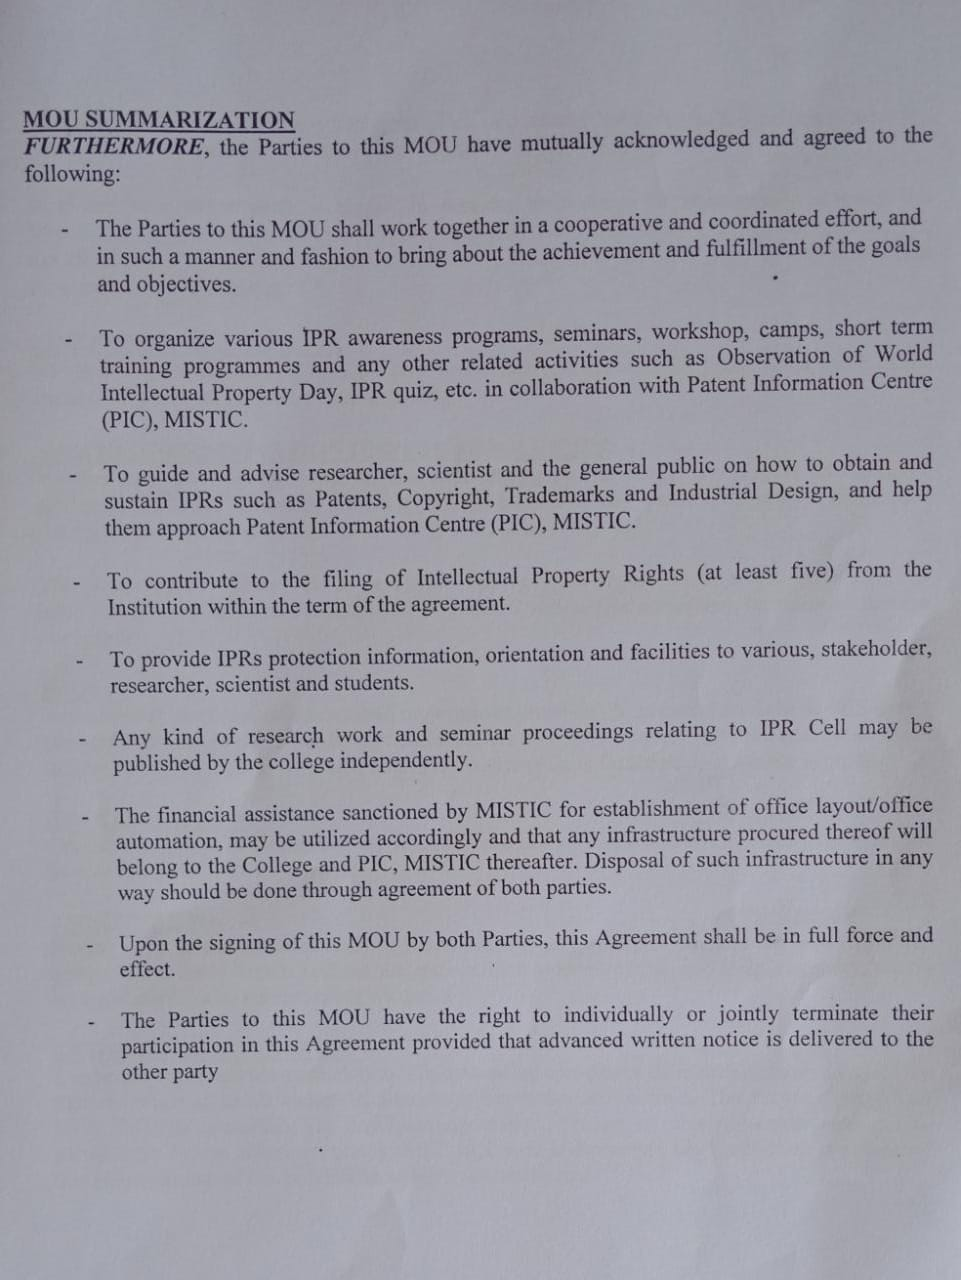 MOU SUMMARIZATION
FURTHERMORE, the Parties to this MOU have mutually acknowledged and agreed to the
following:
- The Parties to this MOU shall work together in a cooperative and coordinated effort, and
in such a manner and fashion to bring about the achievement and fulfillment of the goals
and objectives.
- To organize various IPR awareness programs, seminars, workshop, camps, short term
training programmes and any other related activities such as Observation of World
Intellectual Property Day, IPR quiz, etc. in collaboration with Patent Information Centre
(PIC), MISTIC.
- To guide and advise researcher, scientist and the general public on how to obtain and
sustain IPRs such as Patents, Copyright, Trademarks and Industrial Design, and help
them approach Patent Information Centre (PIC), MISTIC.
- To contribute to the filing of Intellectual Property Rights (at least five) from the
Institution within the term of the agreement.
- To provide IPRs protection information, orientation and facilities to various, stakeholder,
researcher, scientist and students.
- Any kind of research work and seminar proceedings relating to IPR Cell may be
published by the college independently.
- The financial assistance sanctioned by MISTIC for establishment of office layout/office
automation, may be utilized accordingly and that any infrastructure procured thereof will
belong to the College and PIC, MISTIC thereafter. Disposal of such infrastructure in any
way should be done through agreement of both parties.
- Upon the signing of this MOU by both Parties, this Agreement shall be in full force and
effect.
- The Parties to this MOU have the right to individually or jointly terminate their
participation in this Agreement provided that advanced written notice is delivered to the
other party